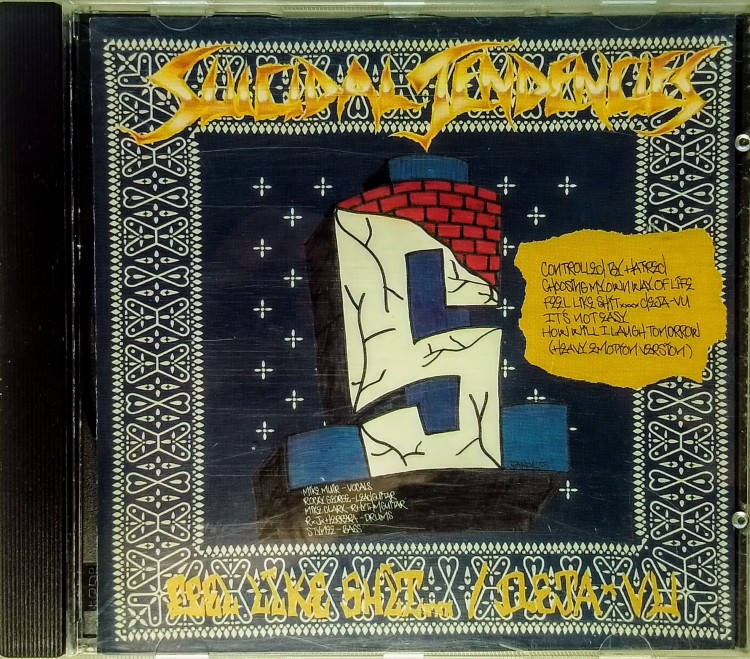 SUICIDAL TENDENCIES
CONTROLLED BY HATRED
CHOOSING MY OWN WAY OF LIFE
FEEL LIKE SHIT..... DEJA-VU
IT'S NOT EASY
HOW WILL I LAUGH TOMORROW
(HEAVY EMOTION VERSION)
MIKE MUIR - VOCALS
ROCKY GEORGE - LEAD GUITAR
MIKE CLARK - RHYTHM GUITAR
R.J. HERRERA - DRUMS
STYMEE - BASS
FEEL LIKE SHIT.... / DEJA-VU